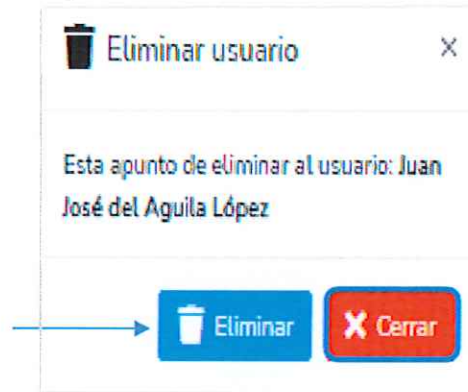 Eliminar usuario
Esta apunto de eliminar al usuario: Juan
José del Aguila López
Eliminar
Cerrar